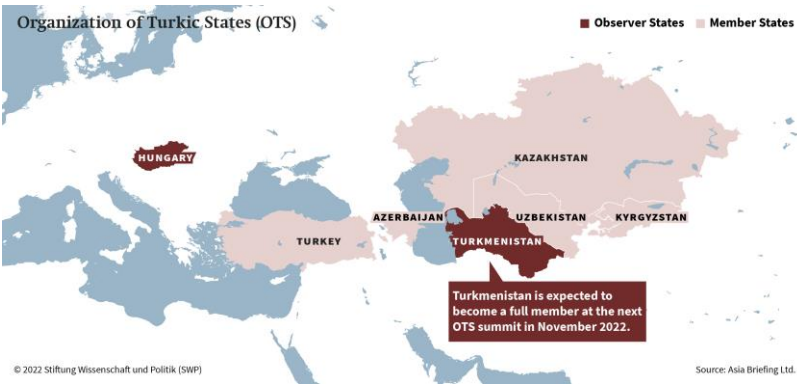 Organization of Turkic States (OTS)
Observer States
Member States
HUNGARY
KAZAKHSTAN
AZERBAIJAN
UZBEKISTAN
KYRGYZSTAN
TURKEY
TURKMENISTAN
Turkmenistan is expected to
become a full member at the next
OTS summit in November 2022.
© 2022 Stiftung Wissenschaft und Politik (SWP)
Source: Asia Briefing Ltd.